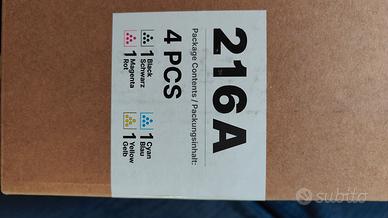 216A
Package Contents / Packungsinhalt:
4 PCS
1 Black
Schwarz
1 Cyan
Blau
1 Magenta
Rot
1 Yellow
Gelb
subito